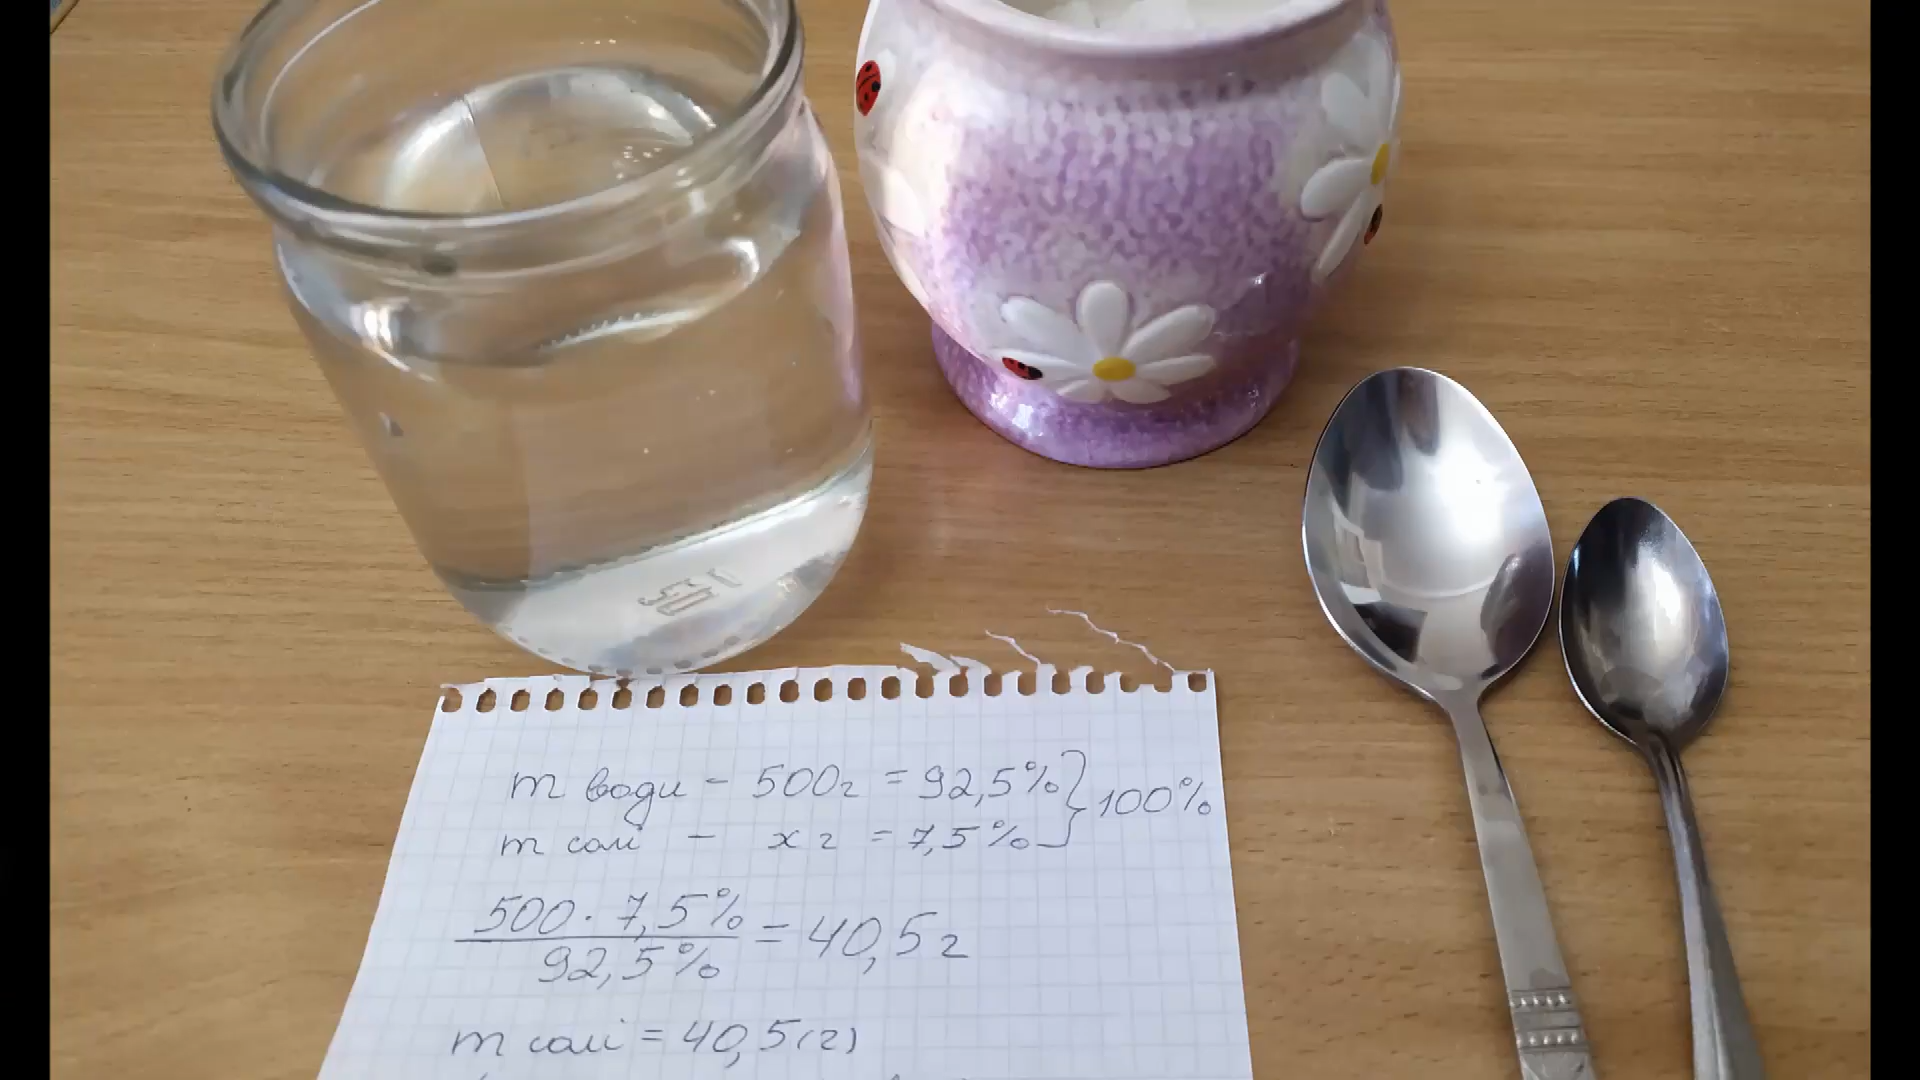 m води - 500г = 92,5% } 100%
m солі - x г = 7,5%
500 · 7,5%
92,5%
= 40,5 г
m солі = 40,5 (г)